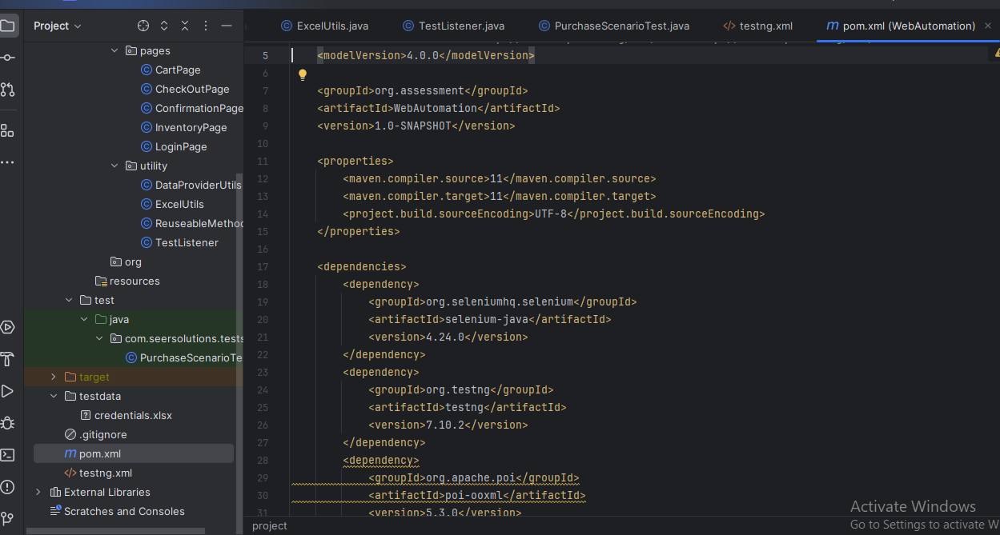 Project
ExcelUtils.java
TestListener.java
PurchaseScenarioTest.java
</> testng.xml
m pom.xml (WebAutomation)
pages
CartPage
CheckOutPage
ConfirmationPage
InventoryPage
LoginPage
utility
DataProviderUtils
ExcelUtils
ReuseableMetho
TestListener
org
resources
test
java
com.seersolutions.tests
PurchaseScenarioTe
target
testdata
credentials.xlsx
.gitignore
m pom.xml
</> testng.xml
External Libraries
Scratches and Consoles
5 <modelVersion>4.0.0</modelVersion>
6
7 <groupId>org.assessment</groupId>
8 <artifactId>WebAutomation</artifactId>
9 <version>1.0-SNAPSHOT</version>
10
11 <properties>
12 <maven.compiler.source>11</maven.compiler.source>
13 <maven.compiler.target>11</maven.compiler.target>
14 <project.build.sourceEncoding>UTF-8</project.build.sourceEncoding>
15 </properties>
16
17 <dependencies>
18 <dependency>
19 <groupId>org.seleniumhq.selenium</groupId>
20 <artifactId>selenium-java</artifactId>
21 <version>4.24.0</version>
22 </dependency>
23 <dependency>
24 <groupId>org.testng</groupId>
25 <artifactId>testng</artifactId>
26 <version>7.10.2</version>
27 </dependency>
28 <dependency>
29 <groupId>org.apache.poi</groupId>
30 <artifactId>poi-ooxml</artifactId>
31 <version>5.3.0</version>
project
Activate Windows
Go to Settings to activate W